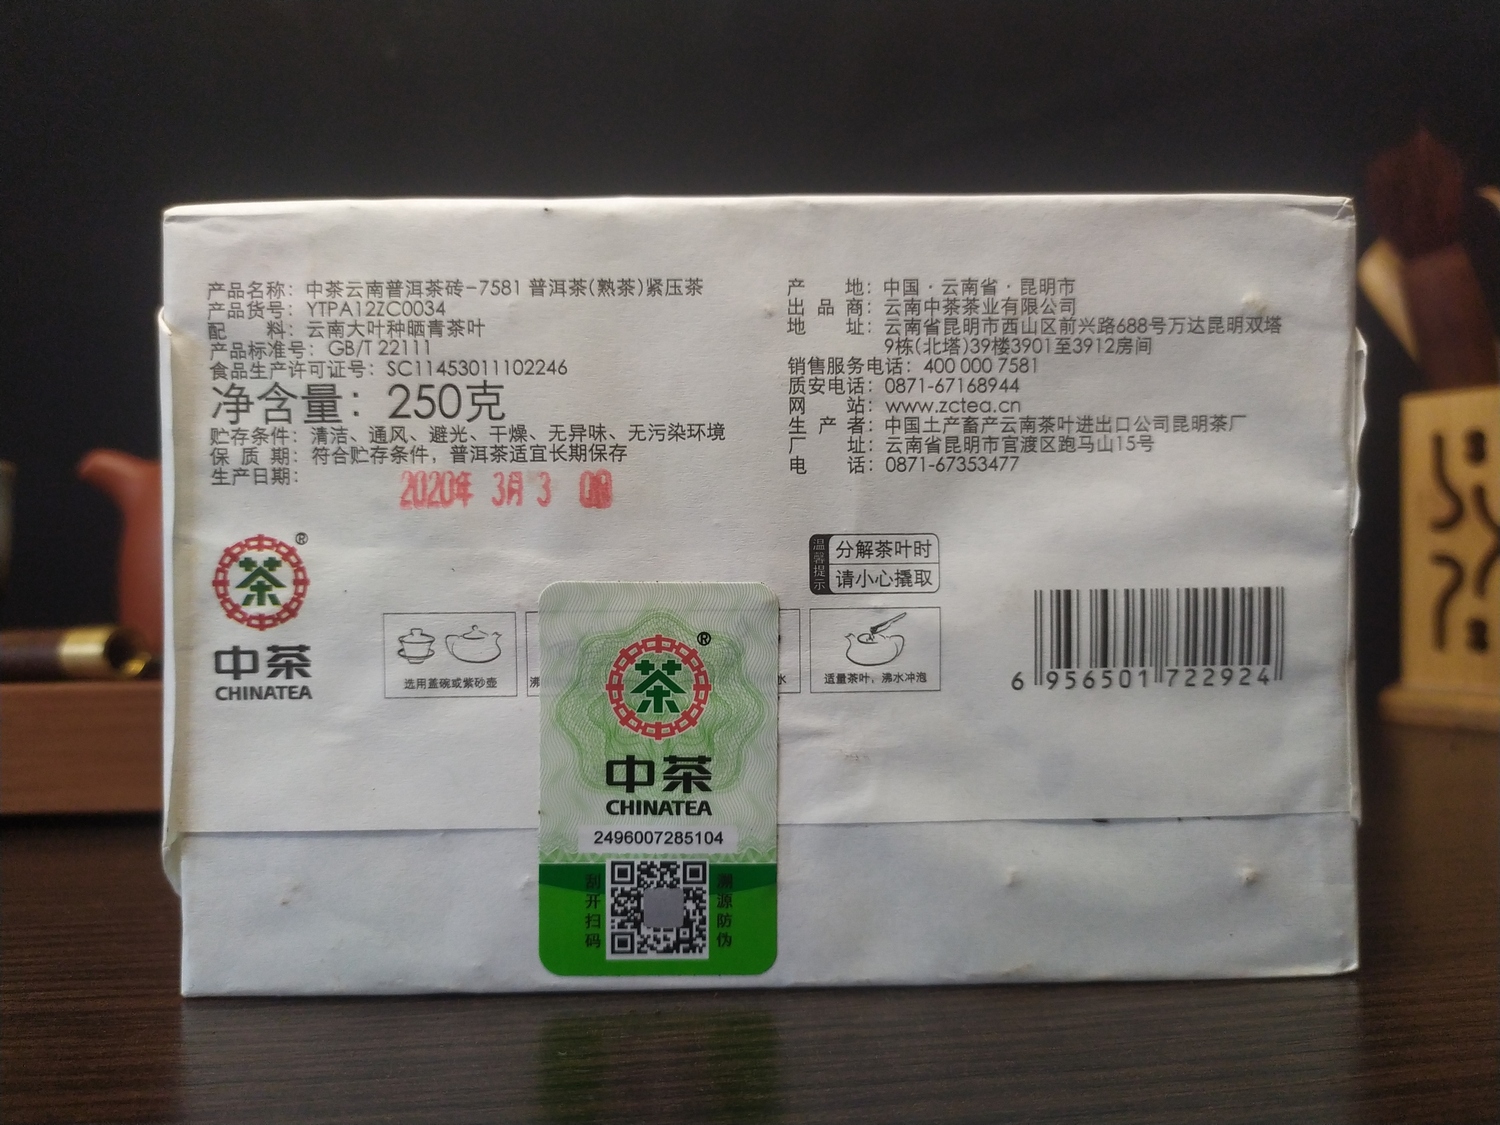 产品名称：中茶云南普洱茶砖-7581 普洱茶(熟茶)紧压茶
产品货号：YTPA12ZC0034
配 料：云南大叶种晒青茶叶
产品标准号：GB/T 22111
食品生产许可证号：SC11453011102246
净含量：250克
贮存条件：清洁、通风、避光、干燥、无异味、无污染环境
保 质 期：符合贮存条件，普洱茶适宜长期保存
生产日期：
2020年 3月 3
产 地：中国·云南省·昆明市
出 品 商：云南中茶茶业有限公司
地 址：云南省昆明市西山区前兴路688号万达昆明双塔
9栋(北塔)39楼3901至3912房间
销售服务电话：400 000 7581
质安电话：0871-67168944
网 站：www.zctea.cn
生 产 者：中国土产畜产云南茶叶进出口公司昆明茶厂
厂 址：云南省昆明市官渡区跑马山15号
电 话：0871-67353477
茶®
中茶
CHINATEA
温馨提示
分解茶叶时
请小心撬取
选用盖碗或紫砂壶
沸
水
适量茶叶，沸水冲泡
6 956501 722924
茶®
中茶
CHINATEA
2496007285104
刮开扫码
溯源防伪